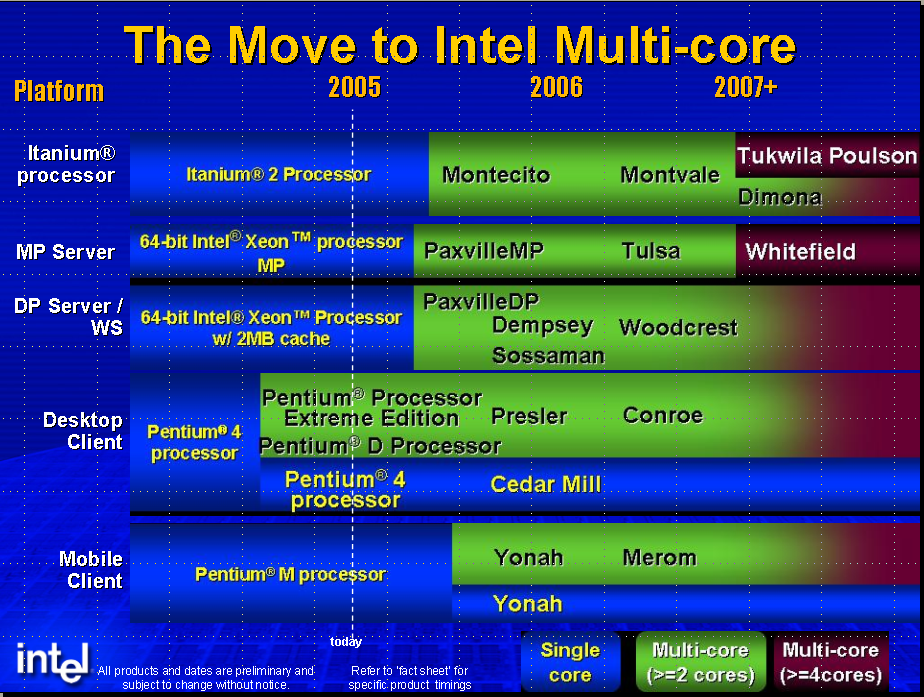 The Move to Intel Multi-core
Platform
2005
2006
2007+
Itanium®
processor
Itanium® 2 Processor
Montecito
Montvale
Tukwila Poulson
Dimona
MP Server
64-bit Intel® Xeon™ processor
MP
PaxvilleMP
Tulsa
Whitefield
DP Server /
WS
64-bit Intel® Xeon™ Processor
w/ 2MB cache
PaxvilleDP
Dempsey
Sossaman
Woodcrest
Desktop
Client
Pentium® 4
processor
Pentium® Processor
Extreme Edition
Pentium® D Processor
Presler
Conroe
Pentium® 4
processor
Cedar Mill
Mobile
Client
Pentium® M processor
Yonah
Merom
Yonah
today
intel®
All products and dates are preliminary and
subject to change without notice.
Refer to 'fact sheet' for
specific product timings
Single
core
Multi-core
(>=2 cores)
Multi-core
(>=4cores)